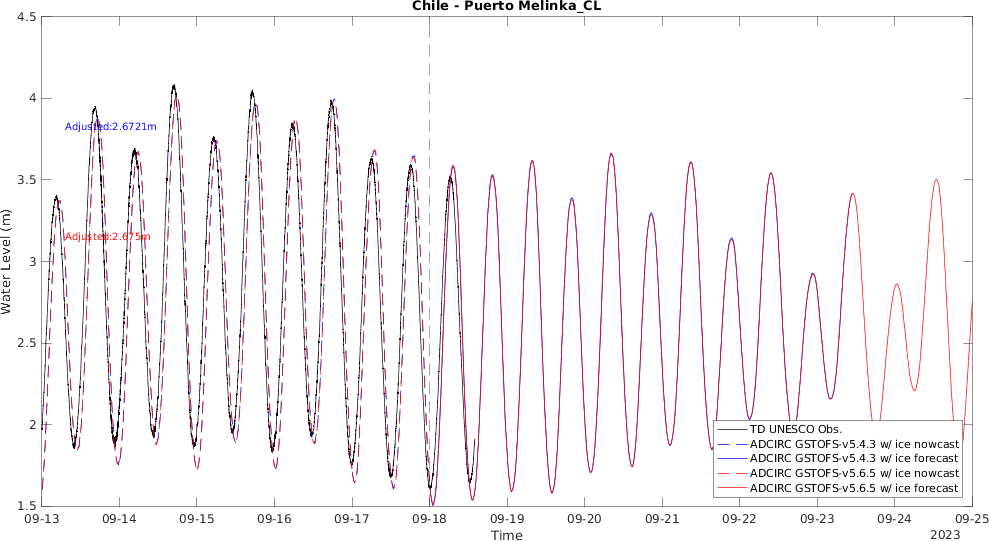 Chile - Puerto Melinka_CL
4.5
4
3.5
3
2.5
2
1.5
Water Level (m)
Adjusted:2.6721m
Adjusted:2.675m
TD UNESCO Obs.
ADCIRC GSTOFS-v5.4.3 w/ ice nowcast
ADCIRC GSTOFS-v5.4.3 w/ ice forecast
ADCIRC GSTOFS-v5.6.5 w/ ice nowcast
ADCIRC GSTOFS-v5.6.5 w/ ice forecast
09-13 09-14 09-15 09-16 09-17 09-18 09-19 09-20 09-21 09-22 09-23 09-24 09-25
Time
2023